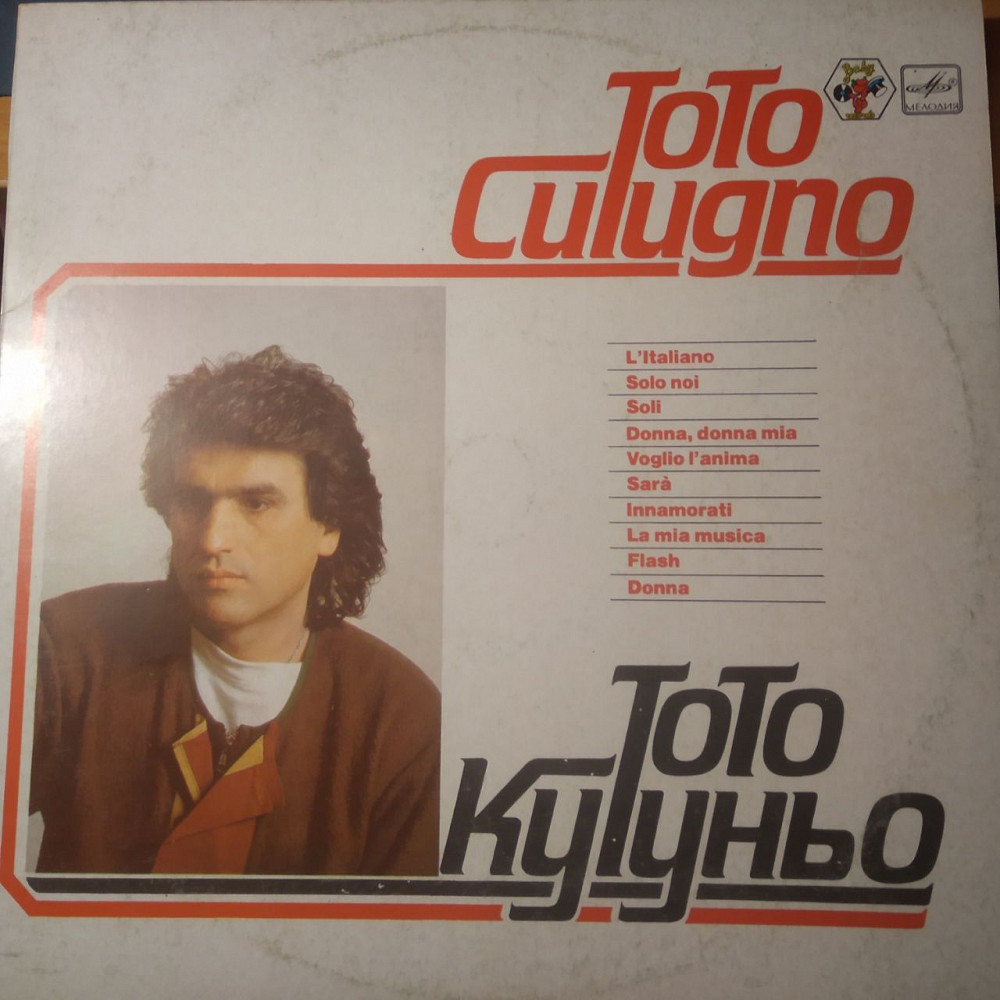 Toto
Cutugno
Baby
МЕЛОДИЯ
L'Italiano
Solo noi
Soli
Donna, donna mia
Voglio l'anima
Sarà
Innamorati
La mia musica
Flash
Donna
Тото
Кутуньо